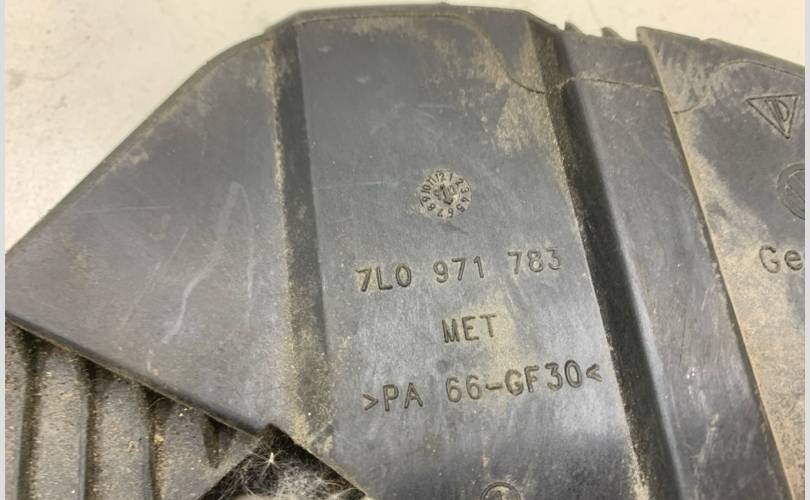 7L0 971 783
MET
>PA 66-GF30<
Ge